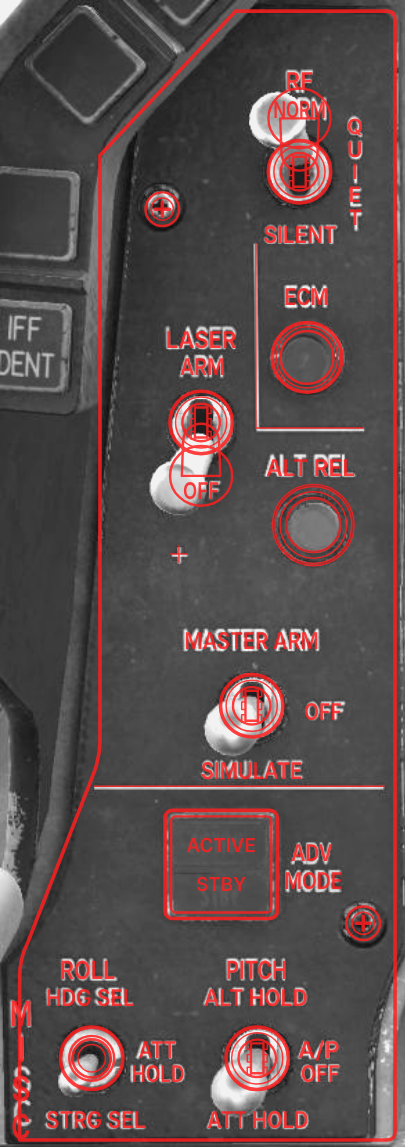 RF
NORM
QUIET
SILENT
ECM
IFF
DENT
LASER
ARM
OFF
ALT REL
MASTER ARM
OFF
SIMULATE
ACTIVE
STBY
ADV
MODE
ROLL
HDG SEL
ATT
HOLD
STRG SEL
PITCH
ALT HOLD
A/P
OFF
ATT HOLD
MISC